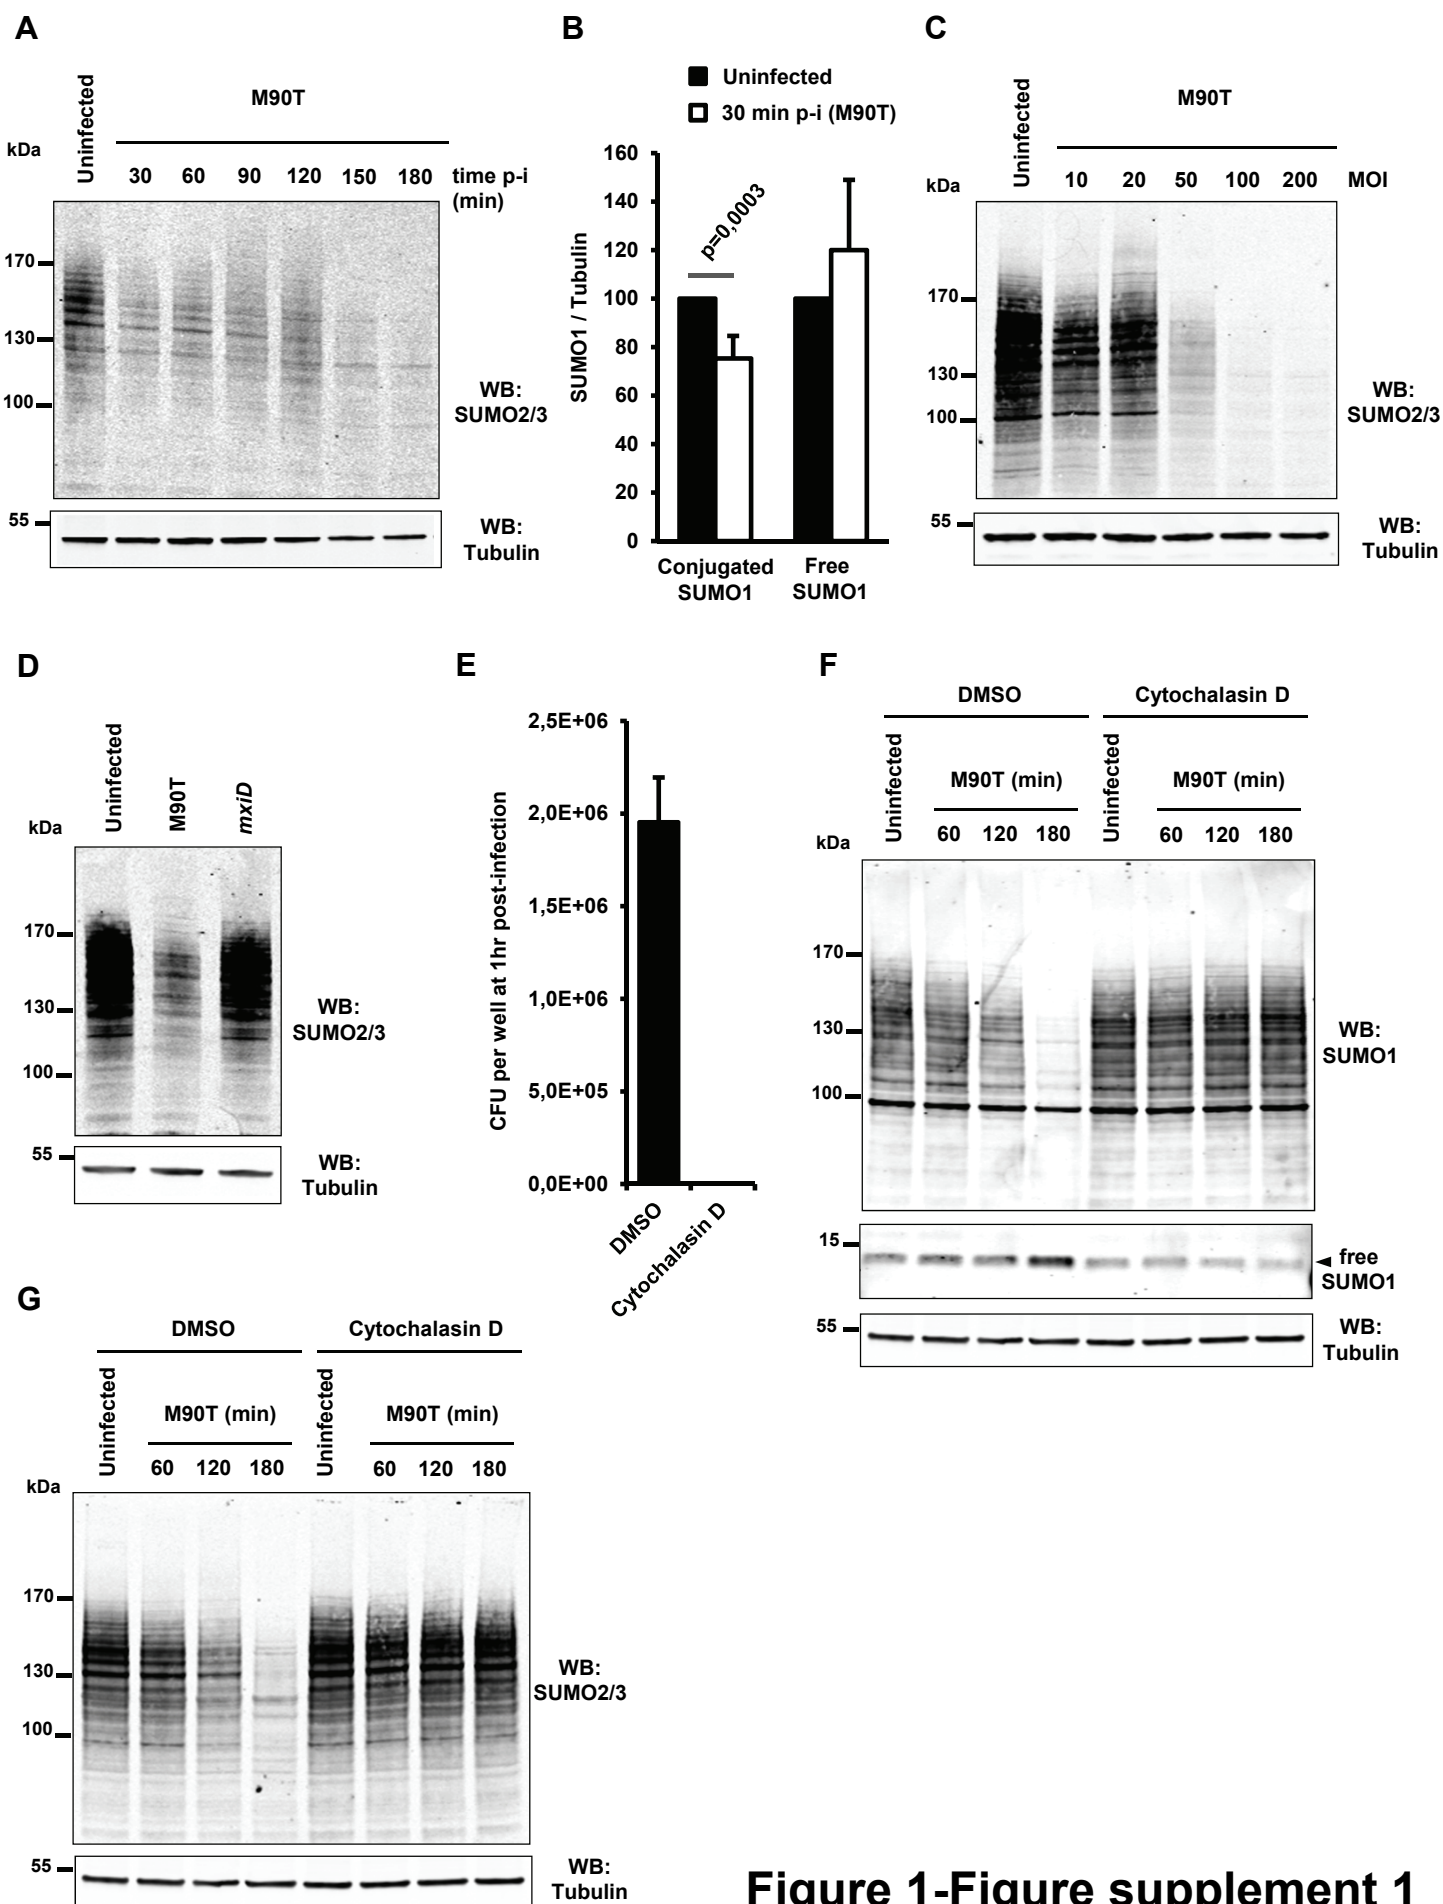 A
Uninfected
M90T
kDa
30 60 90 120 150 180 time p-i
(min)
170
130
100
WB:
SUMO2/3
55
WB:
Tubulin
B
Uninfected
30 min p-i (M90T)
160
140
120
100
80
60
40
20
0
SUMO1 / Tubulin
p=0,0003
Conjugated
SUMO1
Free
SUMO1
C
Uninfected
M90T
kDa
10 20 50 100 200 MOI
170
130
100
WB:
SUMO2/3
55
WB:
Tubulin
D
Uninfected
M90T
mxiD
kDa
170
130
100
WB:
SUMO2/3
55
WB:
Tubulin
E
CFU per well at 1hr post-infection
2,5E+06
2,0E+06
1,5E+06
1,0E+06
5,0E+05
0,0E+00
DMSO
Cytochalasin D
F
DMSO Cytochalasin D
Uninfected
M90T (min)
Uninfected
M90T (min)
kDa
60 120 180 60 120 180
170
130
100
WB:
SUMO1
15
free
SUMO1
55
WB:
Tubulin
G
DMSO Cytochalasin D
Uninfected
M90T (min)
Uninfected
M90T (min)
60 120 180 60 120 180
kDa
170
130
100
WB:
SUMO2/3
55
WB:
Tubulin
Figure 1-Figure supplement 1